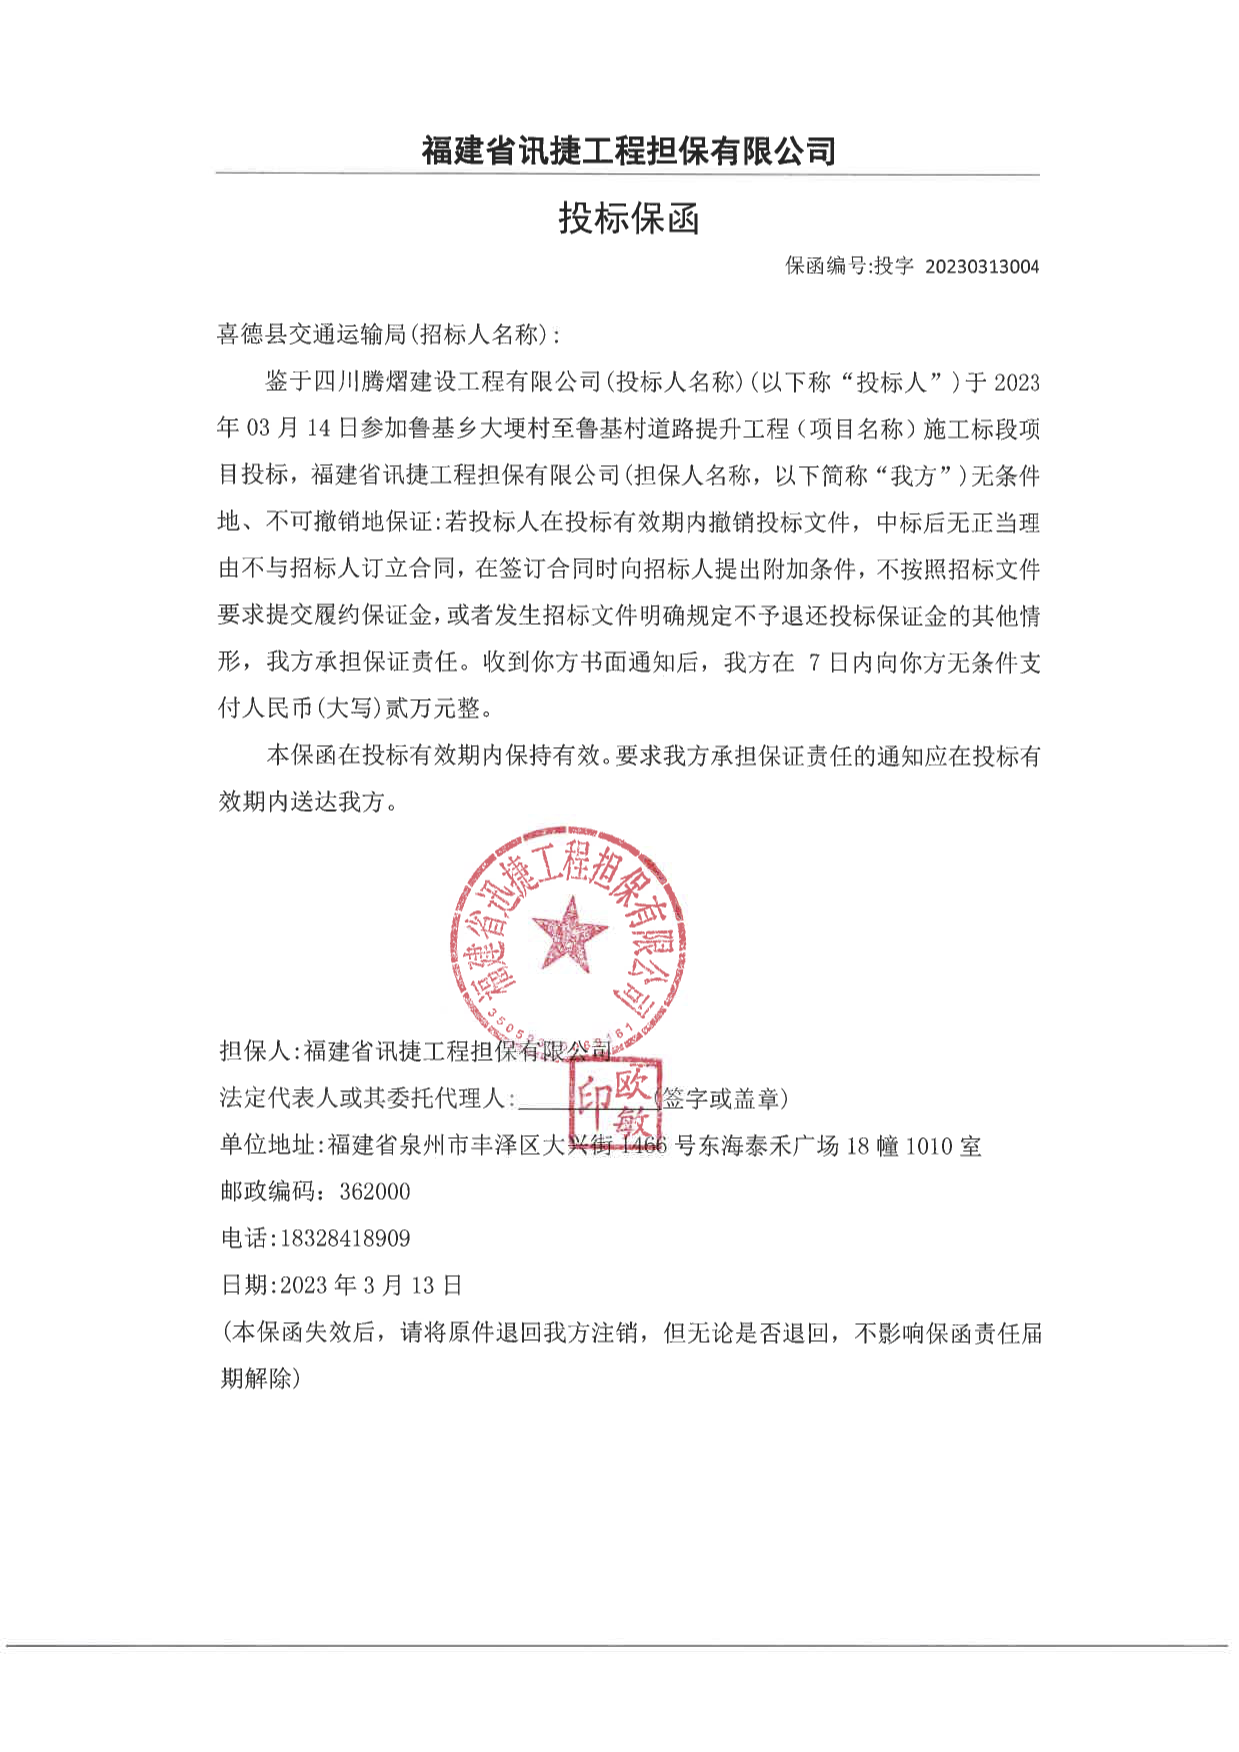 福建省讯捷工程担保有限公司
投标保函
保函编号:投字 20230313004
喜德县交通运输局(招标人名称):
鉴于四川腾熠建设工程有限公司(投标人名称)(以下称“投标人”)于 2023
年 03 月 14 日参加鲁基乡大埂村至鲁基村道路提升工程（项目名称）施工标段项
目投标，福建省讯捷工程担保有限公司(担保人名称，以下简称“我方”)无条件
地、不可撤销地保证:若投标人在投标有效期内撤销投标文件，中标后无正当理
由不与招标人订立合同，在签订合同时向招标人提出附加条件，不按照招标文件
要求提交履约保证金，或者发生招标文件明确规定不予退还投标保证金的其他情
形，我方承担保证责任。收到你方书面通知后，我方在 7 日内向你方无条件支
付人民币(大写)贰万元整。
本保函在投标有效期内保持有效。要求我方承担保证责任的通知应在投标有
效期内送达我方。
福建省迅捷工程担保有限公司
担保人:福建省讯捷工程担保有限公司
法定代表人或其委托代理人:(签字或盖章)
欧敏印
单位地址:福建省泉州市丰泽区大兴街 1466 号东海泰禾广场 18 幢 1010 室
邮政编码：362000
电话:18328418909
日期:2023 年 3 月 13 日
(本保函失效后，请将原件退回我方注销，但无论是否退回，不影响保函责任届
期解除)